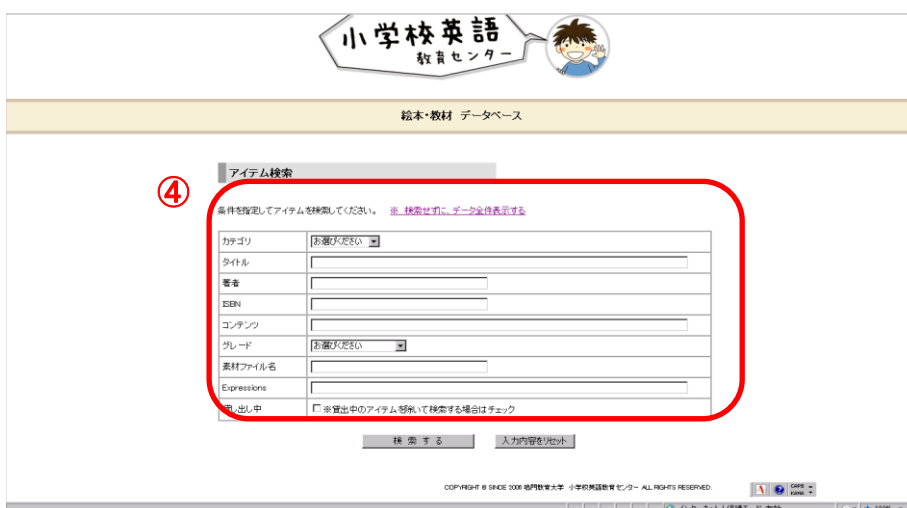 小学校英語
教育センター
絵本・教材 データベース
アイテム検索
④
条件を指定してアイテムを検索してください。 ※ 検索せずに、データ全件表示する
カテゴリ お選びください
タイトル
著者
ISBN
コンテンツ
グレード お選びください
素材ファイル名
Expressions
貸し出し中 ※貸出中のアイテムを除いて検索する場合はチェック
検 索 す る 入力内容をリセット
COPYRIGHT © SINCE 2006 鳴門教育大学 小学校英語教育センター ALL RIGHTS RESERVED.
A CAPS
KANA